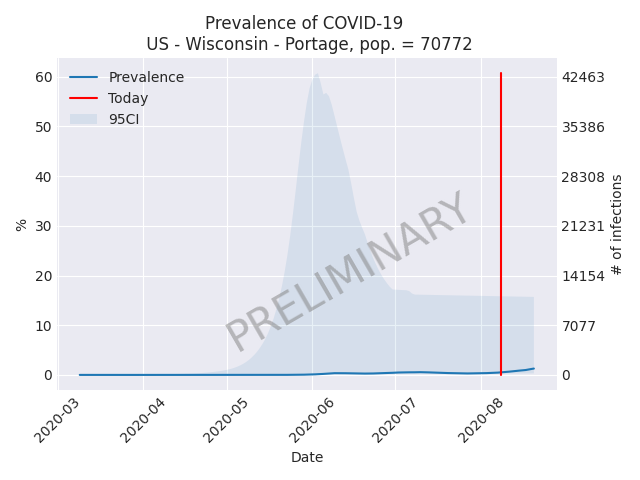 Prevalence of COVID-19
US - Wisconsin - Portage, pop. = 70772
Prevalence
Today
95CI
60
50
40
30
20
10
0
%
42463
35386
28308
21231
14154
7077
0
# of infections
PRELIMINARY
2020-03
2020-04
2020-05
2020-06
2020-07
2020-08
Date